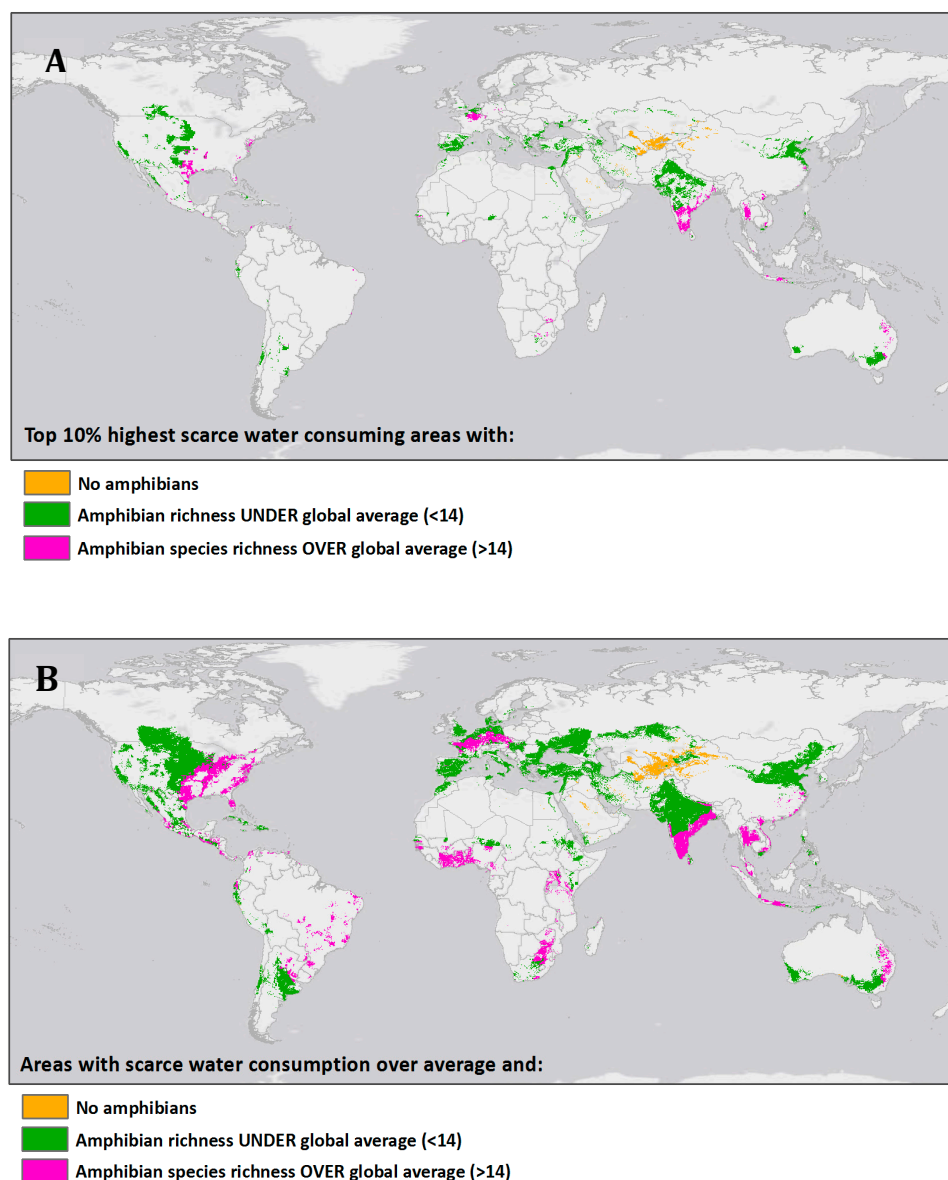 A
Top 10% highest scarce water consuming areas with:
No amphibians
Amphibian richness UNDER global average (<14)
Amphibian species richness OVER global average (>14)
B
Areas with scarce water consumption over average and:
No amphibians
Amphibian richness UNDER global average (<14)
Amphibian species richness OVER global average (>14)